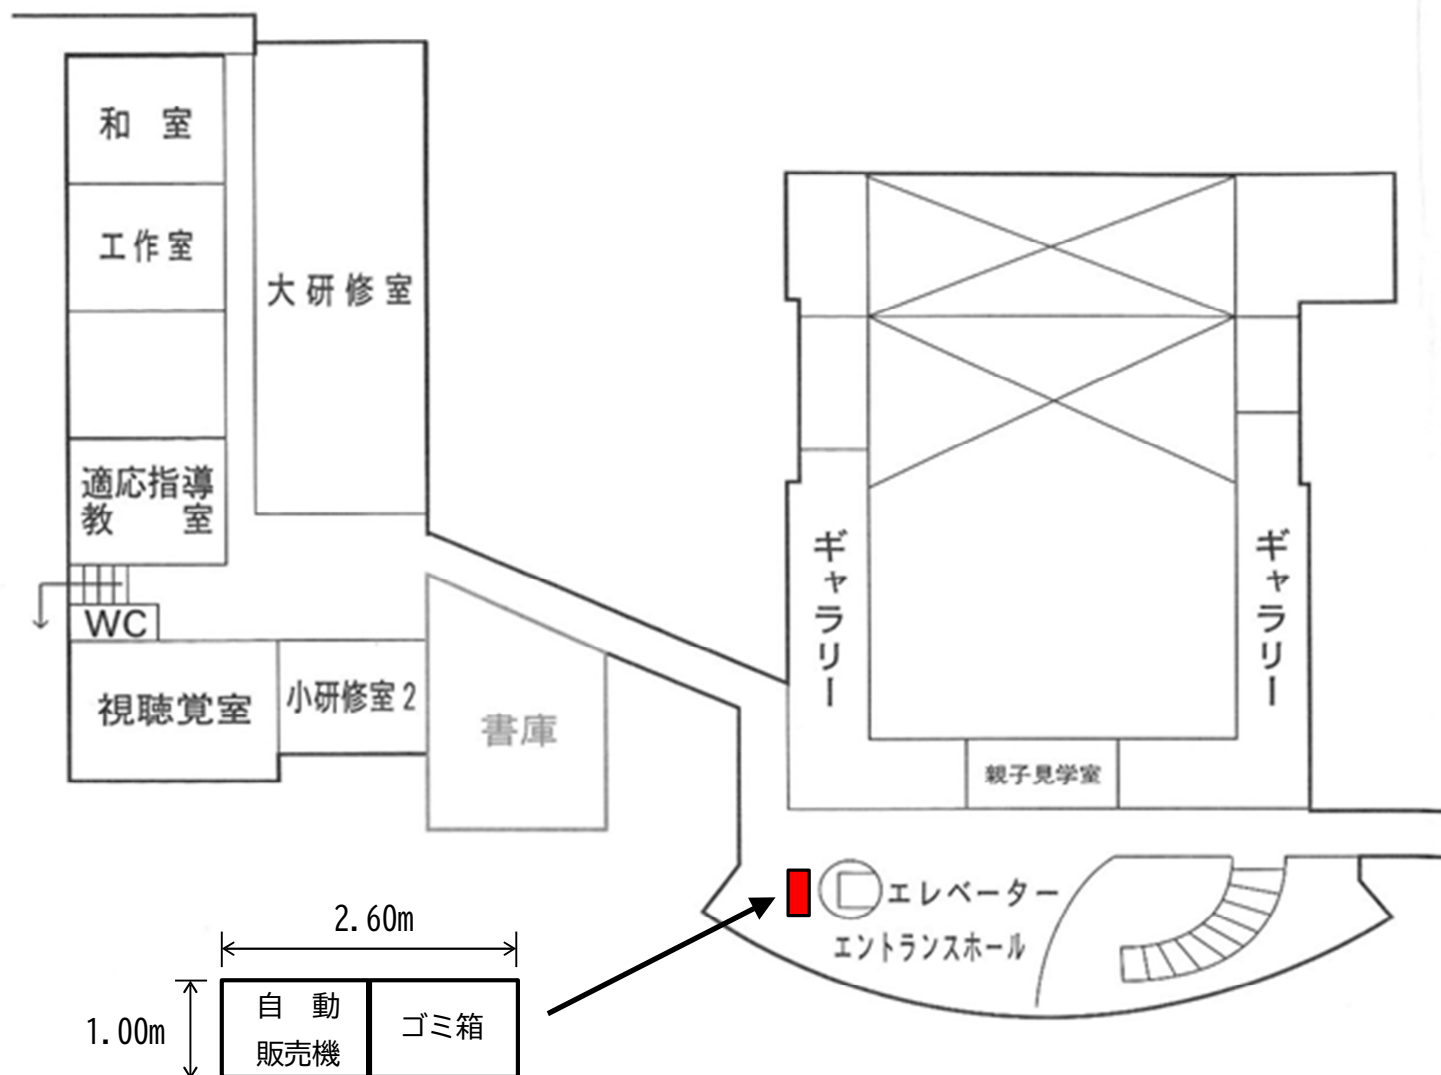 和 室
工作室
大研修室
適応指導
教 室
WC
視聴覚室
小研修室2
書庫
ギャラリー
ギャラリー
親子見学室
エレベーター
エントランスホール
2.60m
1.00m
自 動
販売機
ゴミ箱